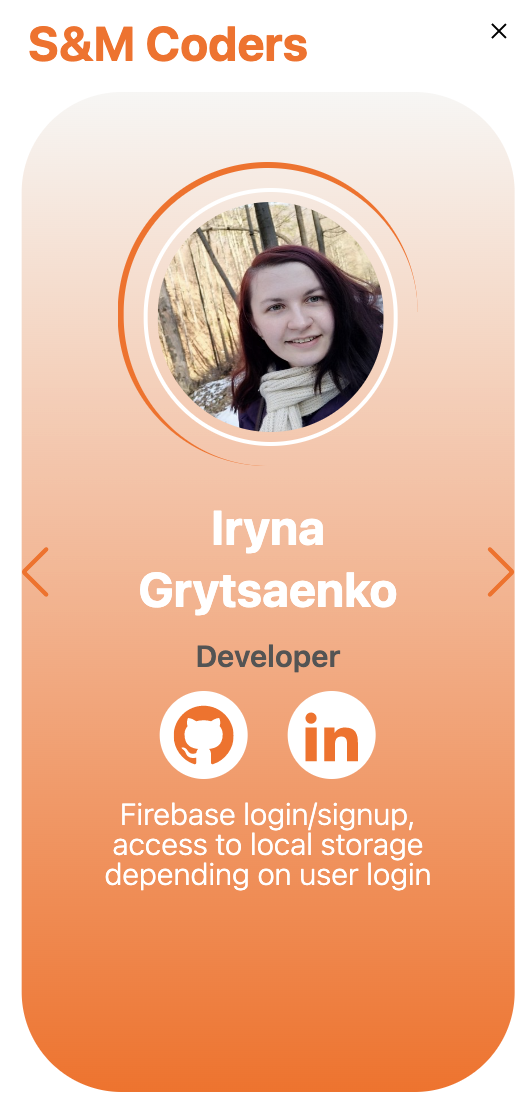 S&M Coders
Iryna
Grytsaenko
Developer
in
Firebase login/signup,
access to local storage
depending on user login